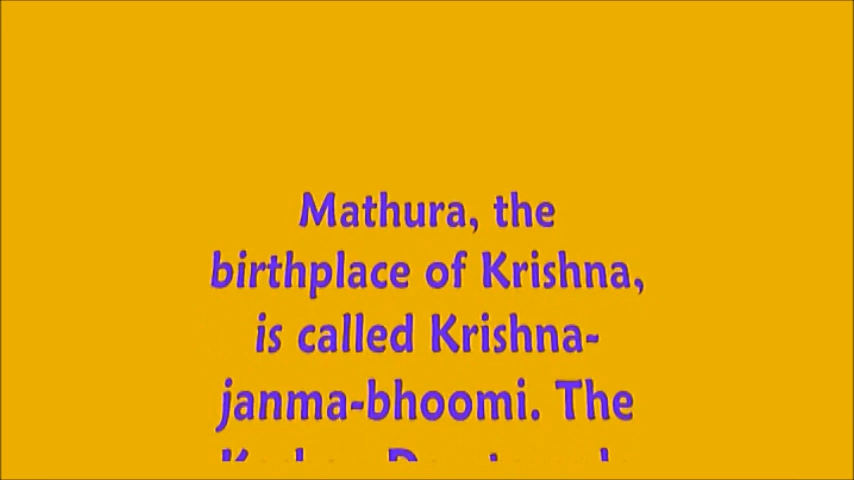 Mathura, the
birthplace of Krishna,
is called Krishna-
janma-bhoomi. The